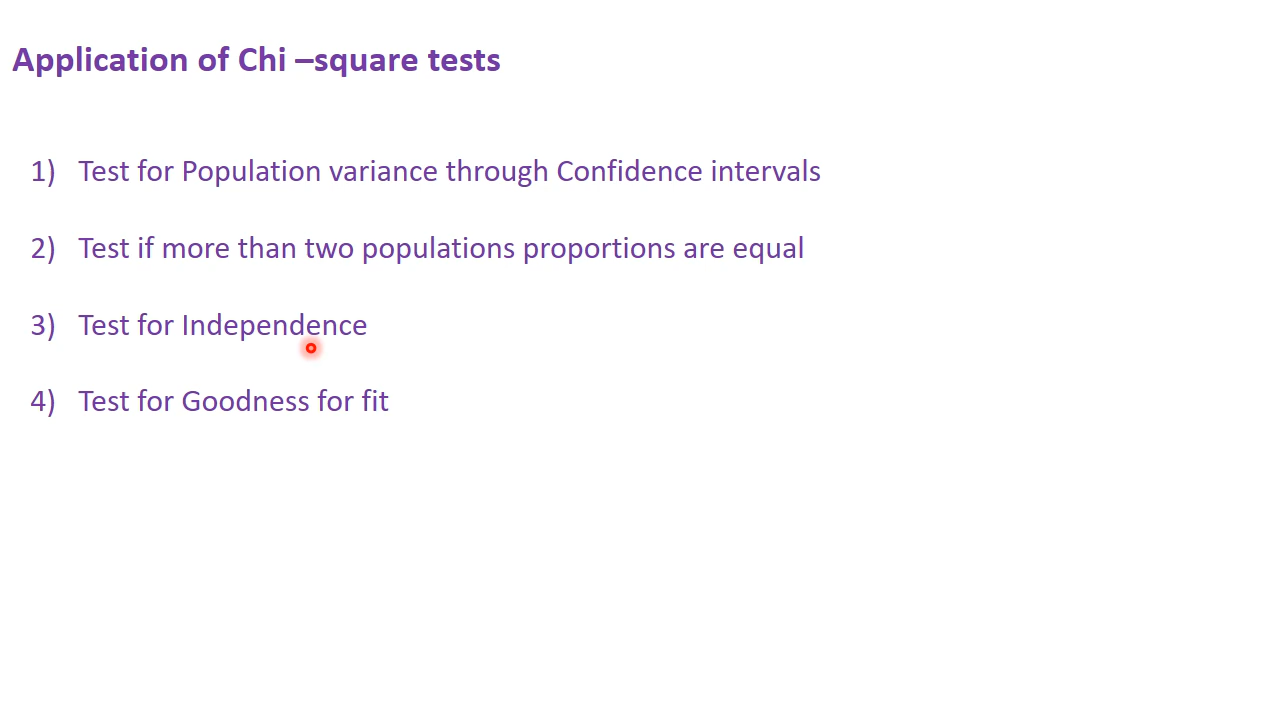 Application of Chi –square tests
1) Test for Population variance through Confidence intervals
2) Test if more than two populations proportions are equal
3) Test for Independence
4) Test for Goodness for fit